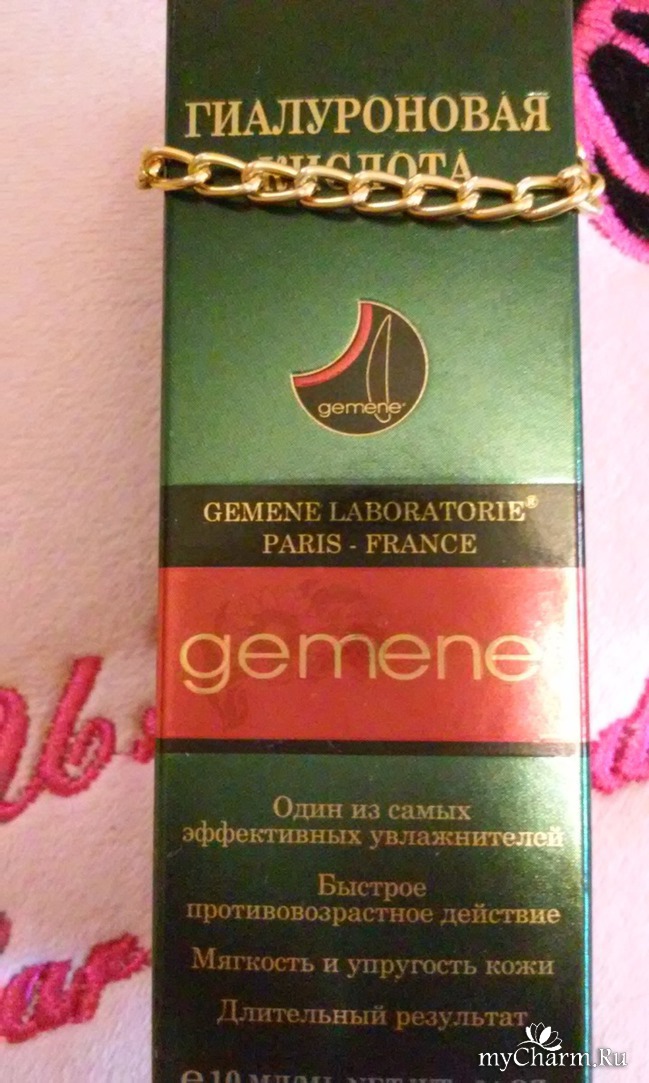 ГИАЛУРОНОВАЯ
КИСЛОТА
gemene®
GEMENE LABORATORIE®
PARIS - FRANCE
gemene
Один из самых
эффективных увлажнителей
Быстрое
противовозрастное действие
Мягкость и упругость кожи
Длительный результат
myCharm.Ru